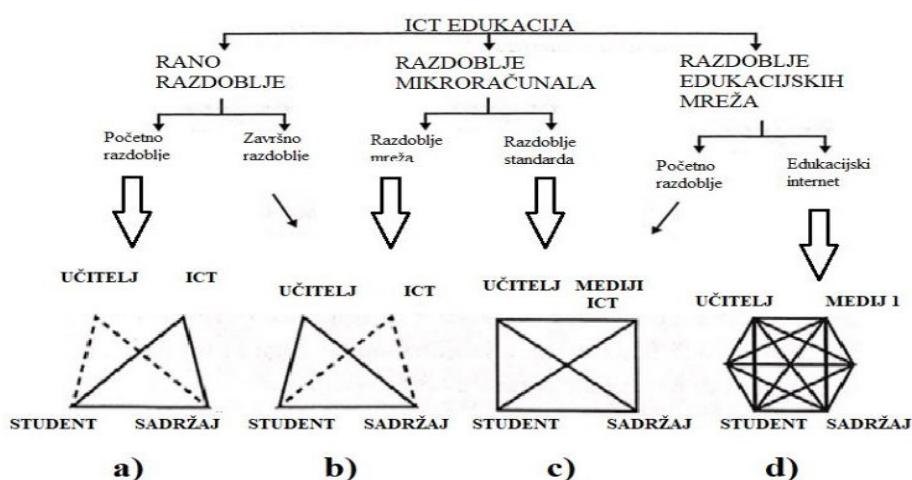 ICT EDUKACIJA
RANO
RAZDOBLJE
RAZDOBLJE
MIKRORAČUNALA
RAZDOBLJE
EDUKACIJSKIH
MREŽA
Početno
razdoblje
Završno
razdoblje
Razdoblje
mreža
Razdoblje
standarda
Početno
razdoblje
Edukacijski
internet
UČITELJ ICT
STUDENT SADRŽAJ
a)
UČITELJ ICT
STUDENT SADRŽAJ
b)
UČITELJ MEDIJI
ICT
STUDENT SADRŽAJ
c)
UČITELJ MEDIJ 1
STUDENT SADRŽAJ
d)